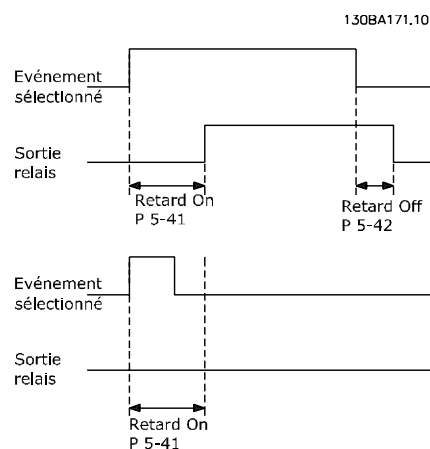 130BA171.10
Evénement
sélectionné
Sortie
relais
Retard On
P 5-41
Retard Off
P 5-42
Evénement
sélectionné
Sortie
relais
Retard On
P 5-41